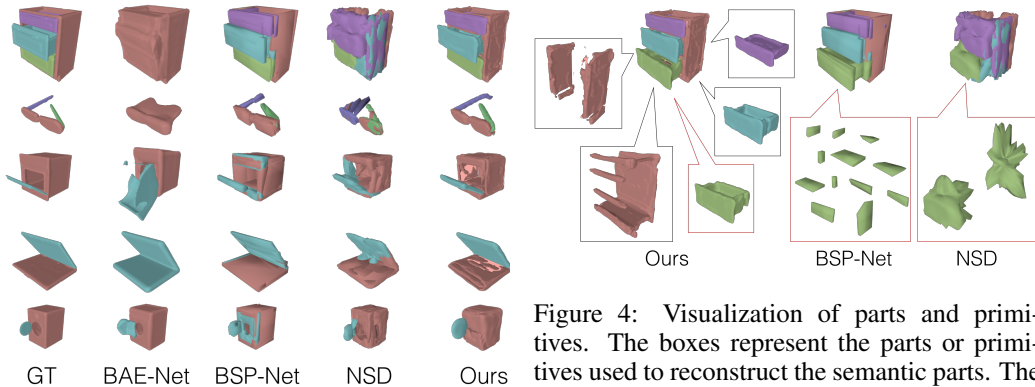 GT BAE-Net BSP-Net NSD Ours
Ours BSP-Net NSD
Figure 4: Visualization of parts and primi-
tives. The boxes represent the parts or primi-
tives used to reconstruct the semantic parts. The